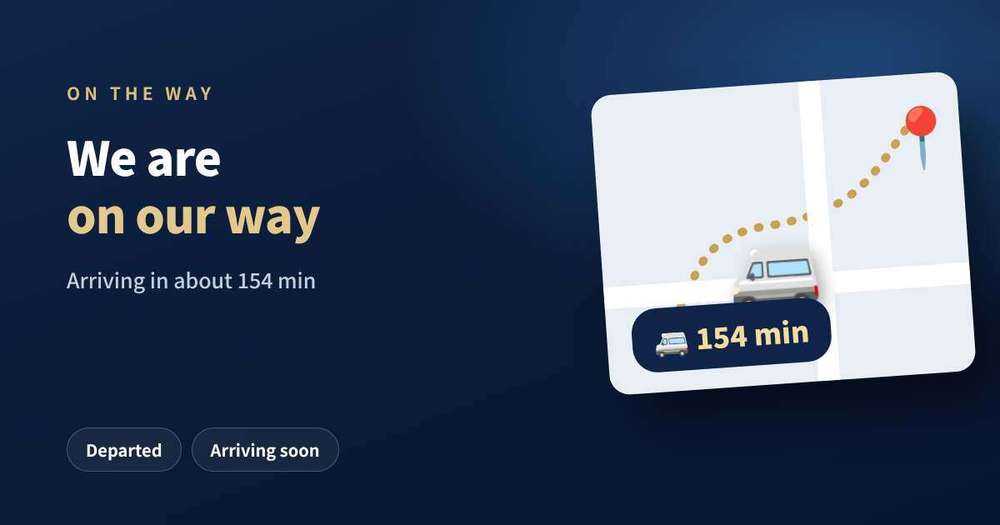 ON THE WAY
We are
on our way
Arriving in about 154 min
154 min
Departed
Arriving soon